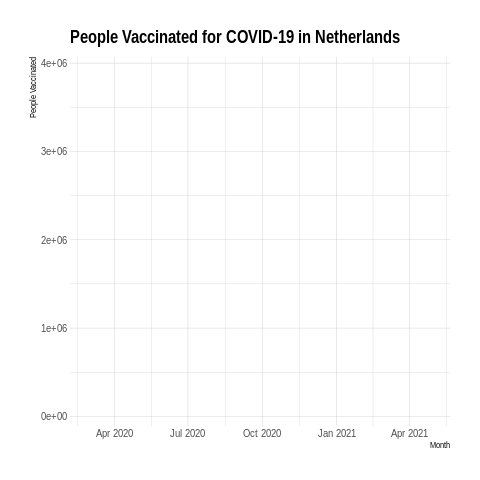 People Vaccinated for COVID-19 in Netherlands
People Vaccinated
4e+06
3e+06
2e+06
1e+06
0e+00
Apr 2020 Jul 2020 Oct 2020 Jan 2021 Apr 2021
Month